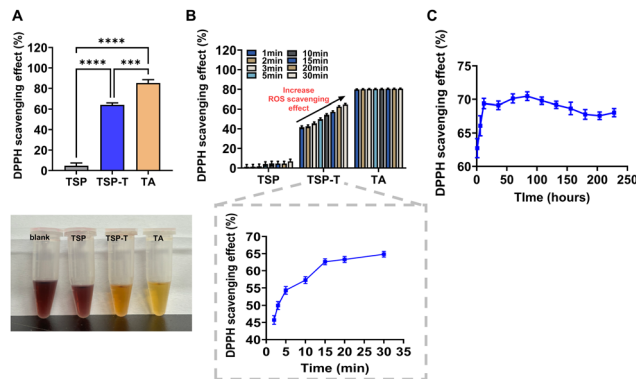 A
DPPH scavenging effect (%)
120
100
80
60
40
20
0
****
****
***
TSP
TSP-T
TA
blank
TSP
TSP-T
TA
B
DPPH scavenging effect (%)
120
100
80
60
40
20
0
1min
2min
3min
5min
10min
15min
20min
30min
Increase
ROS scavenging
effect
TSP
TSP-T
TA
DPPH scavenging effect (%)
65
60
55
50
45
40
0
5
10
15
20
25
30
35
Time (min)
C
DPPH scavenging effect (%)
75
70
65
60
0
50
100
150
200
250
TIme (hours)